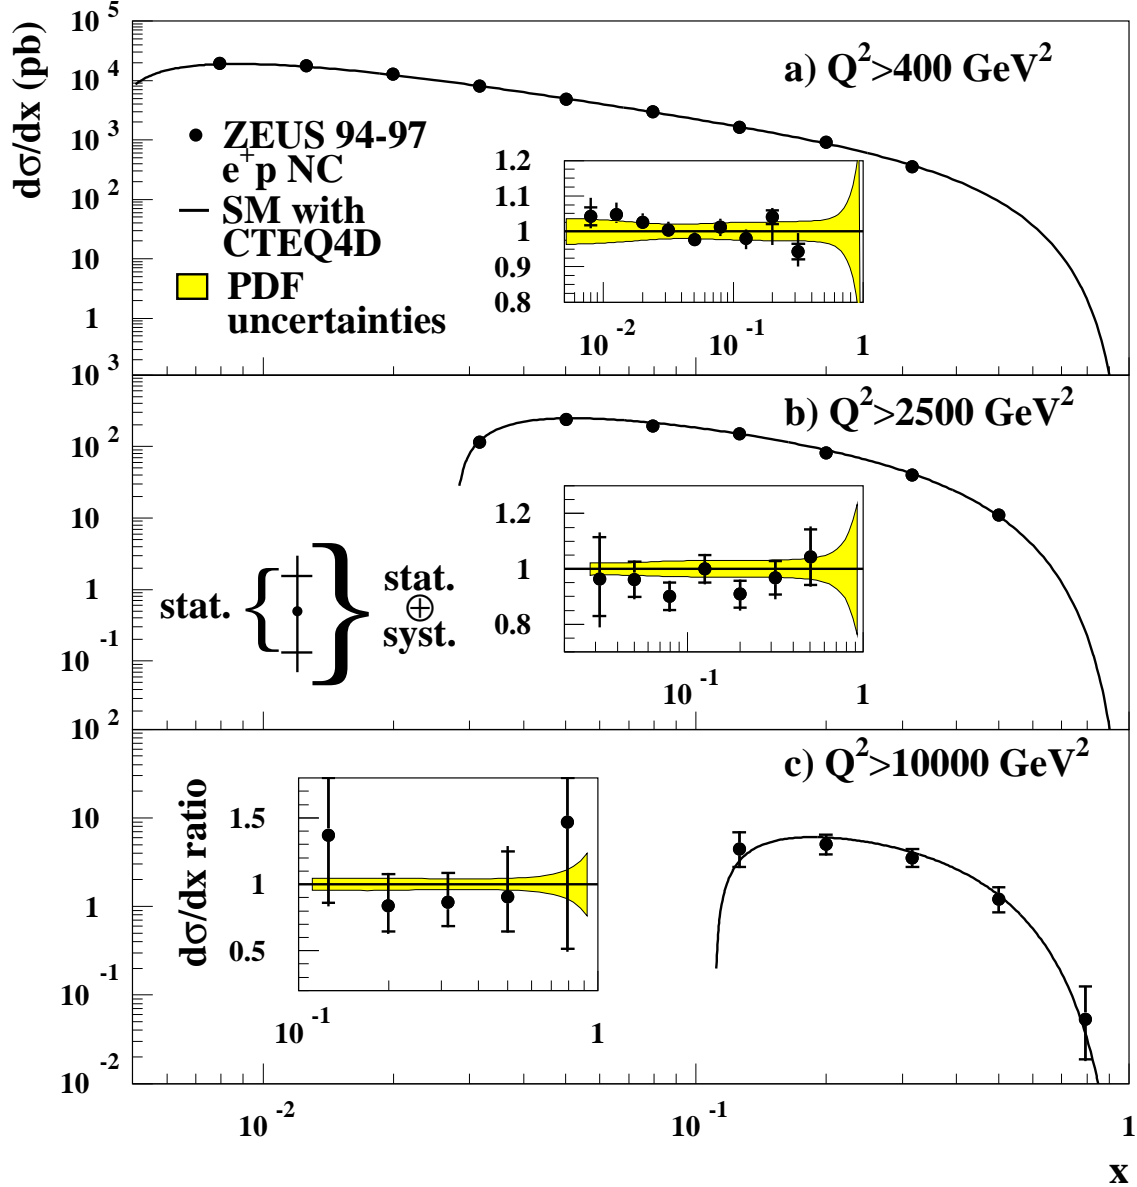 dσ/dx (pb)
10^5
10^4
10^3
10^2
10
1
a) Q^2>400 GeV^2
ZEUS 94-97
e^+p NC
SM with
CTEQ4D
PDF
uncertainties
1.2
1.1
1
0.9
0.8
10^-2
10^-1
1
10^3
10^2
10
1
10^-1
b) Q^2>2500 GeV^2
stat.
stat.
⊕
syst.
1.2
1
0.8
10^-1
1
10^2
10
1
10^-1
10^-2
c) Q^2>10000 GeV^2
dσ/dx ratio
1.5
1
0.5
10^-1
1
10^-2
10^-1
1
x